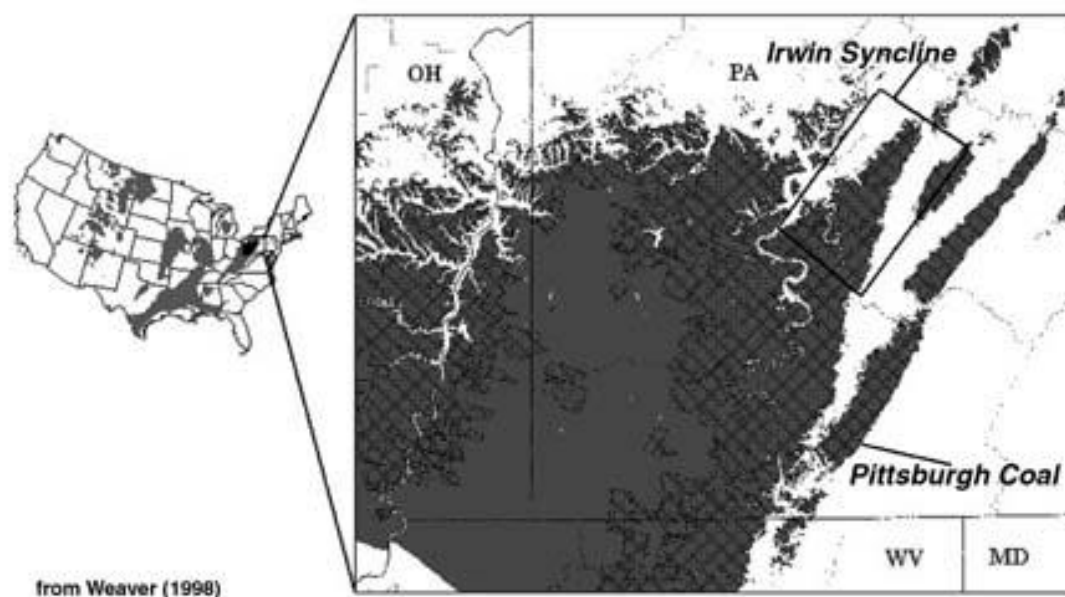 Irwin Syncline
OH
PA
Pittsburgh Coal
WV
MD
from Weaver (1998)